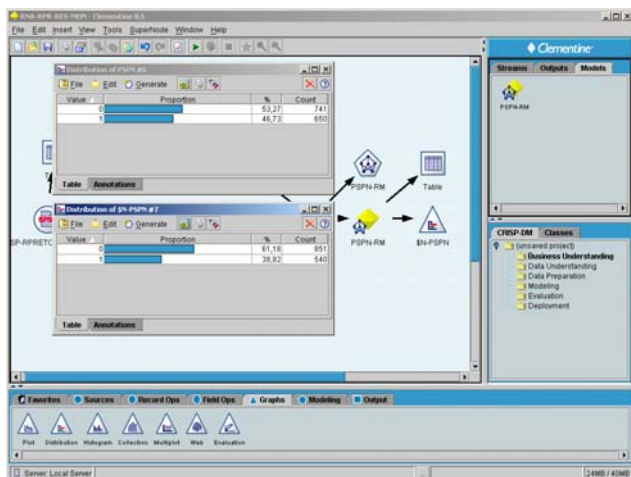 Clementine 8.5
File Edit Insert View Tools SuperNode Window Help
Clementine
Streams Outputs Models
PSPN-RM
Distribution of PSPN #6
File Edit Generate
Value Proportion % Count
0 53,27 741
1 46,73 650
Table Annotations
Distribution of $N-PSPN #7
File Edit Generate
Value Proportion % Count
0 61,18 851
1 38,82 540
Table Annotations
PSPN-RM
Table
PSPN-RM
$N-PSPN
CRISP-DM Classes
(unsaved project)
Business Understanding
Data Understanding
Data Preparation
Modeling
Evaluation
Deployment
Favorites Sources Record Ops Field Ops Graphs Modeling Output
Plot Distribution Histogram Collection Multiplot Web Evaluation
Server: Local Server
24MB / 40MB